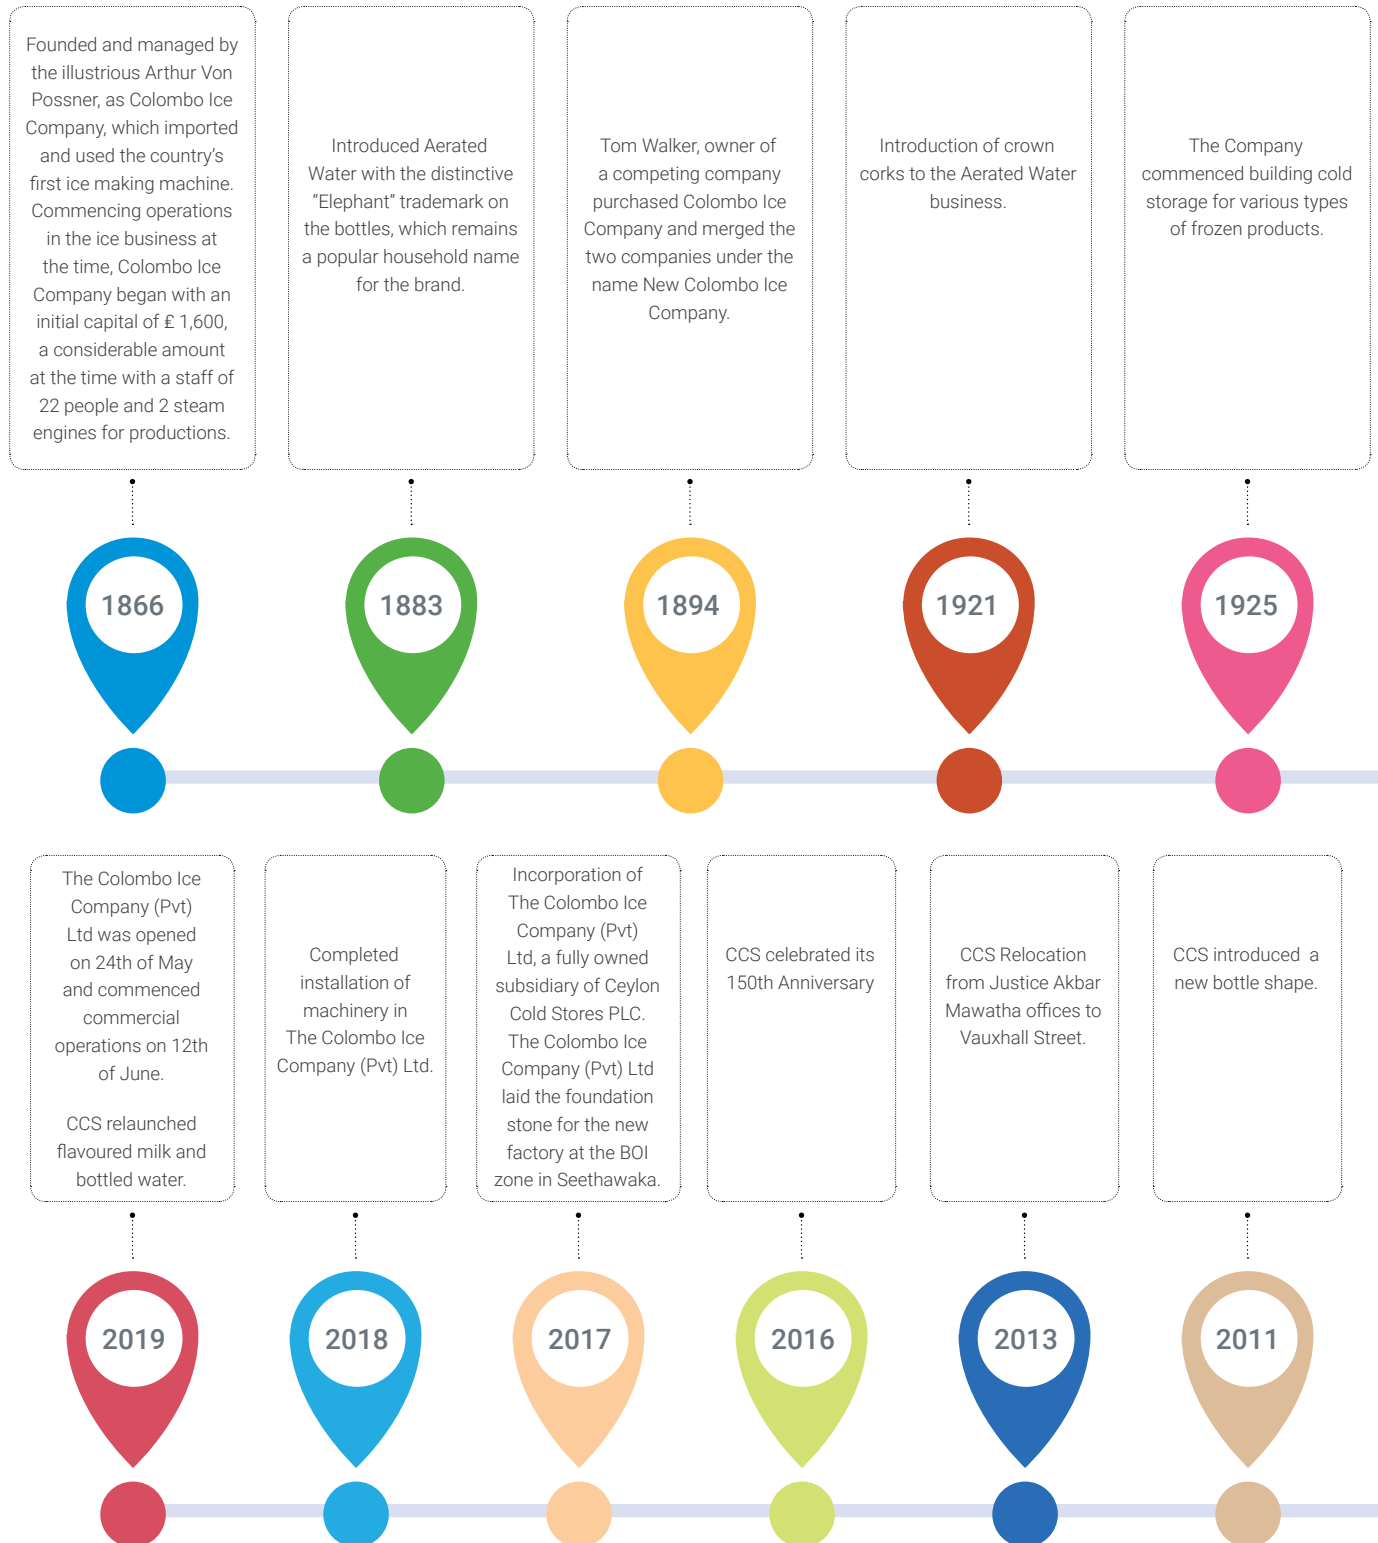 Founded and managed by
the illustrious Arthur Von
Possner, as Colombo Ice
Company, which imported
and used the country's
first ice making machine.
Commencing operations
in the ice business at
the time, Colombo Ice
Company began with an
initial capital of ₤ 1,600,
a considerable amount
at the time with a staff of
22 people and 2 steam
engines for productions.
1866
Introduced Aerated
Water with the distinctive
“Elephant” trademark on
the bottles, which remains
a popular household name
for the brand.
1883
Tom Walker, owner of
a competing company
purchased Colombo Ice
Company and merged the
two companies under the
name New Colombo Ice
Company.
1894
Introduction of crown
corks to the Aerated Water
business.
1921
The Company
commenced building cold
storage for various types
of frozen products.
1925
The Colombo Ice
Company (Pvt)
Ltd was opened
on 24th of May
and commenced
commercial
operations on 12th
of June.
CCS relaunched
flavoured milk and
bottled water.
2019
Completed
installation of
machinery in
The Colombo Ice
Company (Pvt) Ltd.
2018
Incorporation of
The Colombo Ice
Company (Pvt)
Ltd, a fully owned
subsidiary of Ceylon
Cold Stores PLC.
The Colombo Ice
Company (Pvt) Ltd
laid the foundation
stone for the new
factory at the BOI
zone in Seethawaka.
2017
CCS celebrated its
150th Anniversary
2016
CCS Relocation
from Justice Akbar
Mawatha offices to
Vauxhall Street.
2013
CCS introduced  a
new bottle shape.
2011